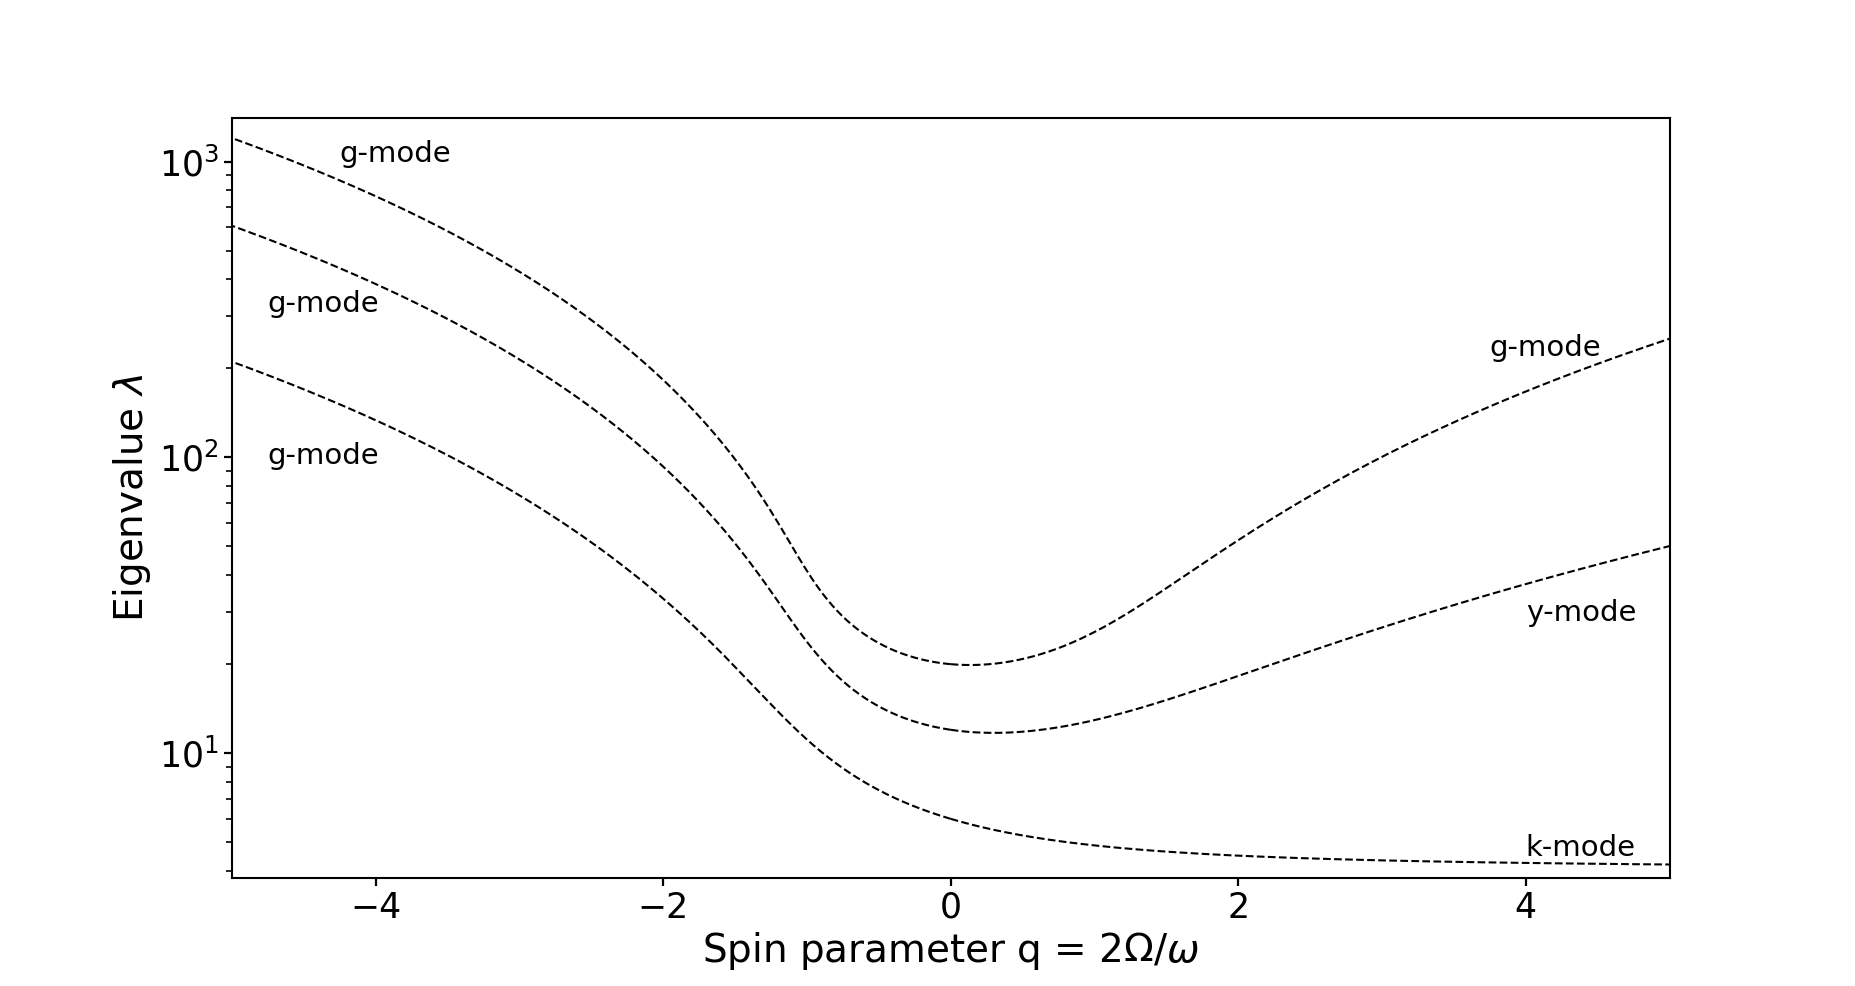 g-mode
g-mode
g-mode
g-mode
y-mode
k-mode
10³
10²
10¹
Eigenvalue λ
−4
−2
0
2
4
Spin parameter q = 2Ω/ω